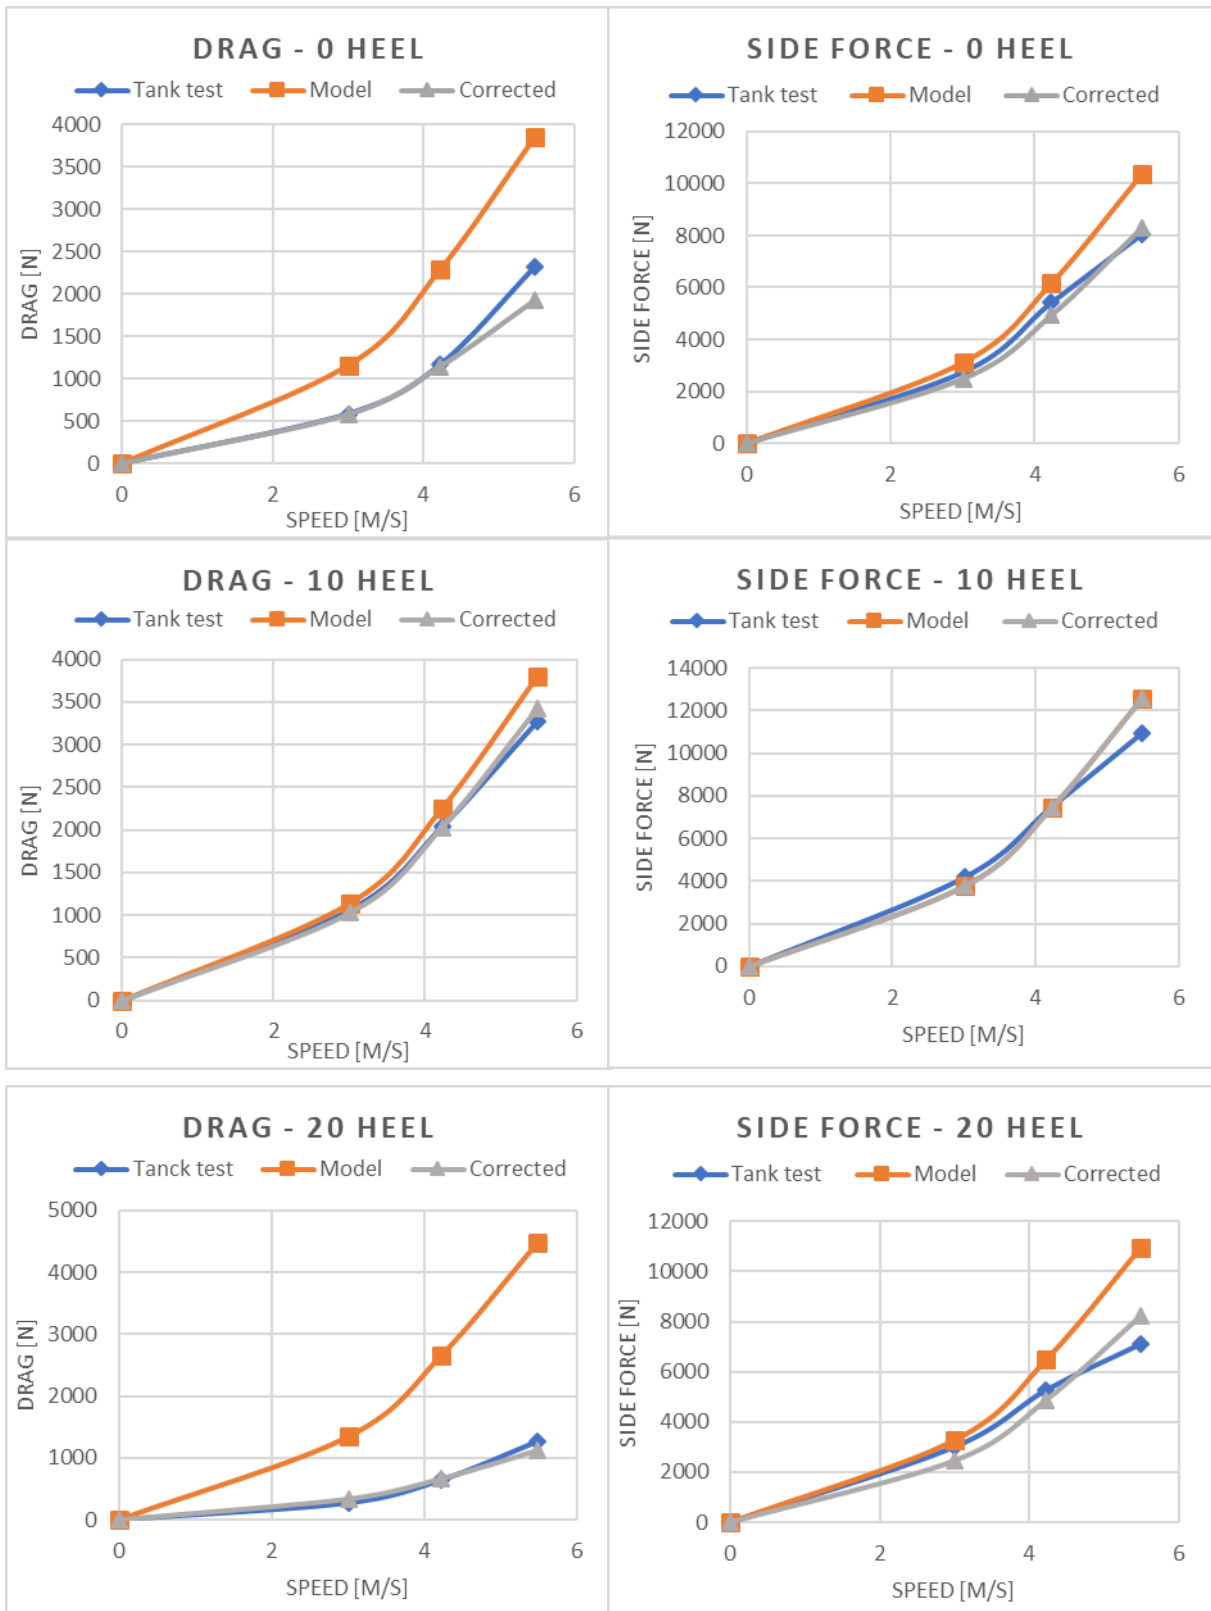 DRAG - 0 HEEL
Tank test Model Corrected
4000
3500
3000
2500
2000
1500
1000
500
0
DRAG [N]
0 2 4 6
SPEED [M/S]
SIDE FORCE - 0 HEEL
Tank test Model Corrected
12000
10000
8000
6000
4000
2000
0
SIDE FORCE [N]
0 2 4 6
SPEED [M/S]
DRAG - 10 HEEL
Tank test Model Corrected
4000
3500
3000
2500
2000
1500
1000
500
0
DRAG [N]
0 2 4 6
SPEED [M/S]
SIDE FORCE - 10 HEEL
Tank test Model Corrected
14000
12000
10000
8000
6000
4000
2000
0
SIDE FORCE [N]
0 2 4 6
SPEED [M/S]
DRAG - 20 HEEL
Tanck test Model Corrected
5000
4000
3000
2000
1000
0
DRAG [N]
0 2 4 6
SPEED [M/S]
SIDE FORCE - 20 HEEL
Tank test Model Corrected
12000
10000
8000
6000
4000
2000
0
SIDE FORCE [N]
0 2 4 6
SPEED [M/S]